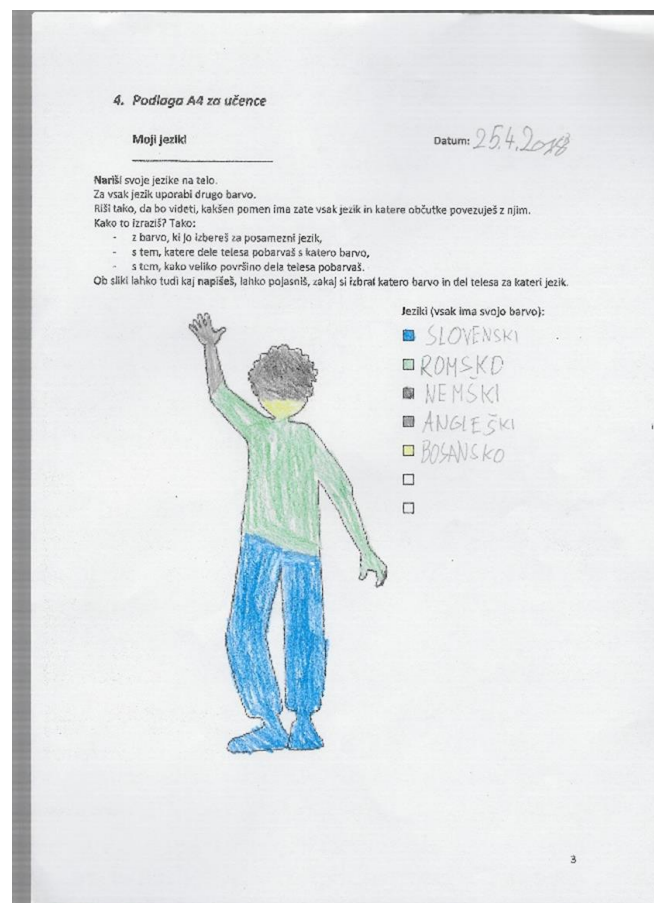 4. Podlaga A4 za učence
Moji jeziki
Datum: 25.4.2018
Nariši svoje jezike na telo.
Za vsak jezik uporabi drugo barvo.
Riši tako, da bo videti, kakšen pomen ima zate vsak jezik in katere občutke povezuješ z njim.
Kako to izraziš? Tako:
- z barvo, ki jo izbereš za posamezni jezik,
- s tem, katere dele telesa pobarvaš s katero barvo,
- s tem, kako veliko površino dela telesa pobarvaš.
Ob sliki lahko tudi kaj napišeš, lahko pojasniš, zakaj si izbral katero barvo in del telesa za kateri jezik.
Jeziki (vsak ima svojo barvo):
SLOVENSKI
ROMSKO
NEMŠKI
ANGLEŠKI
BOSANSKO
3